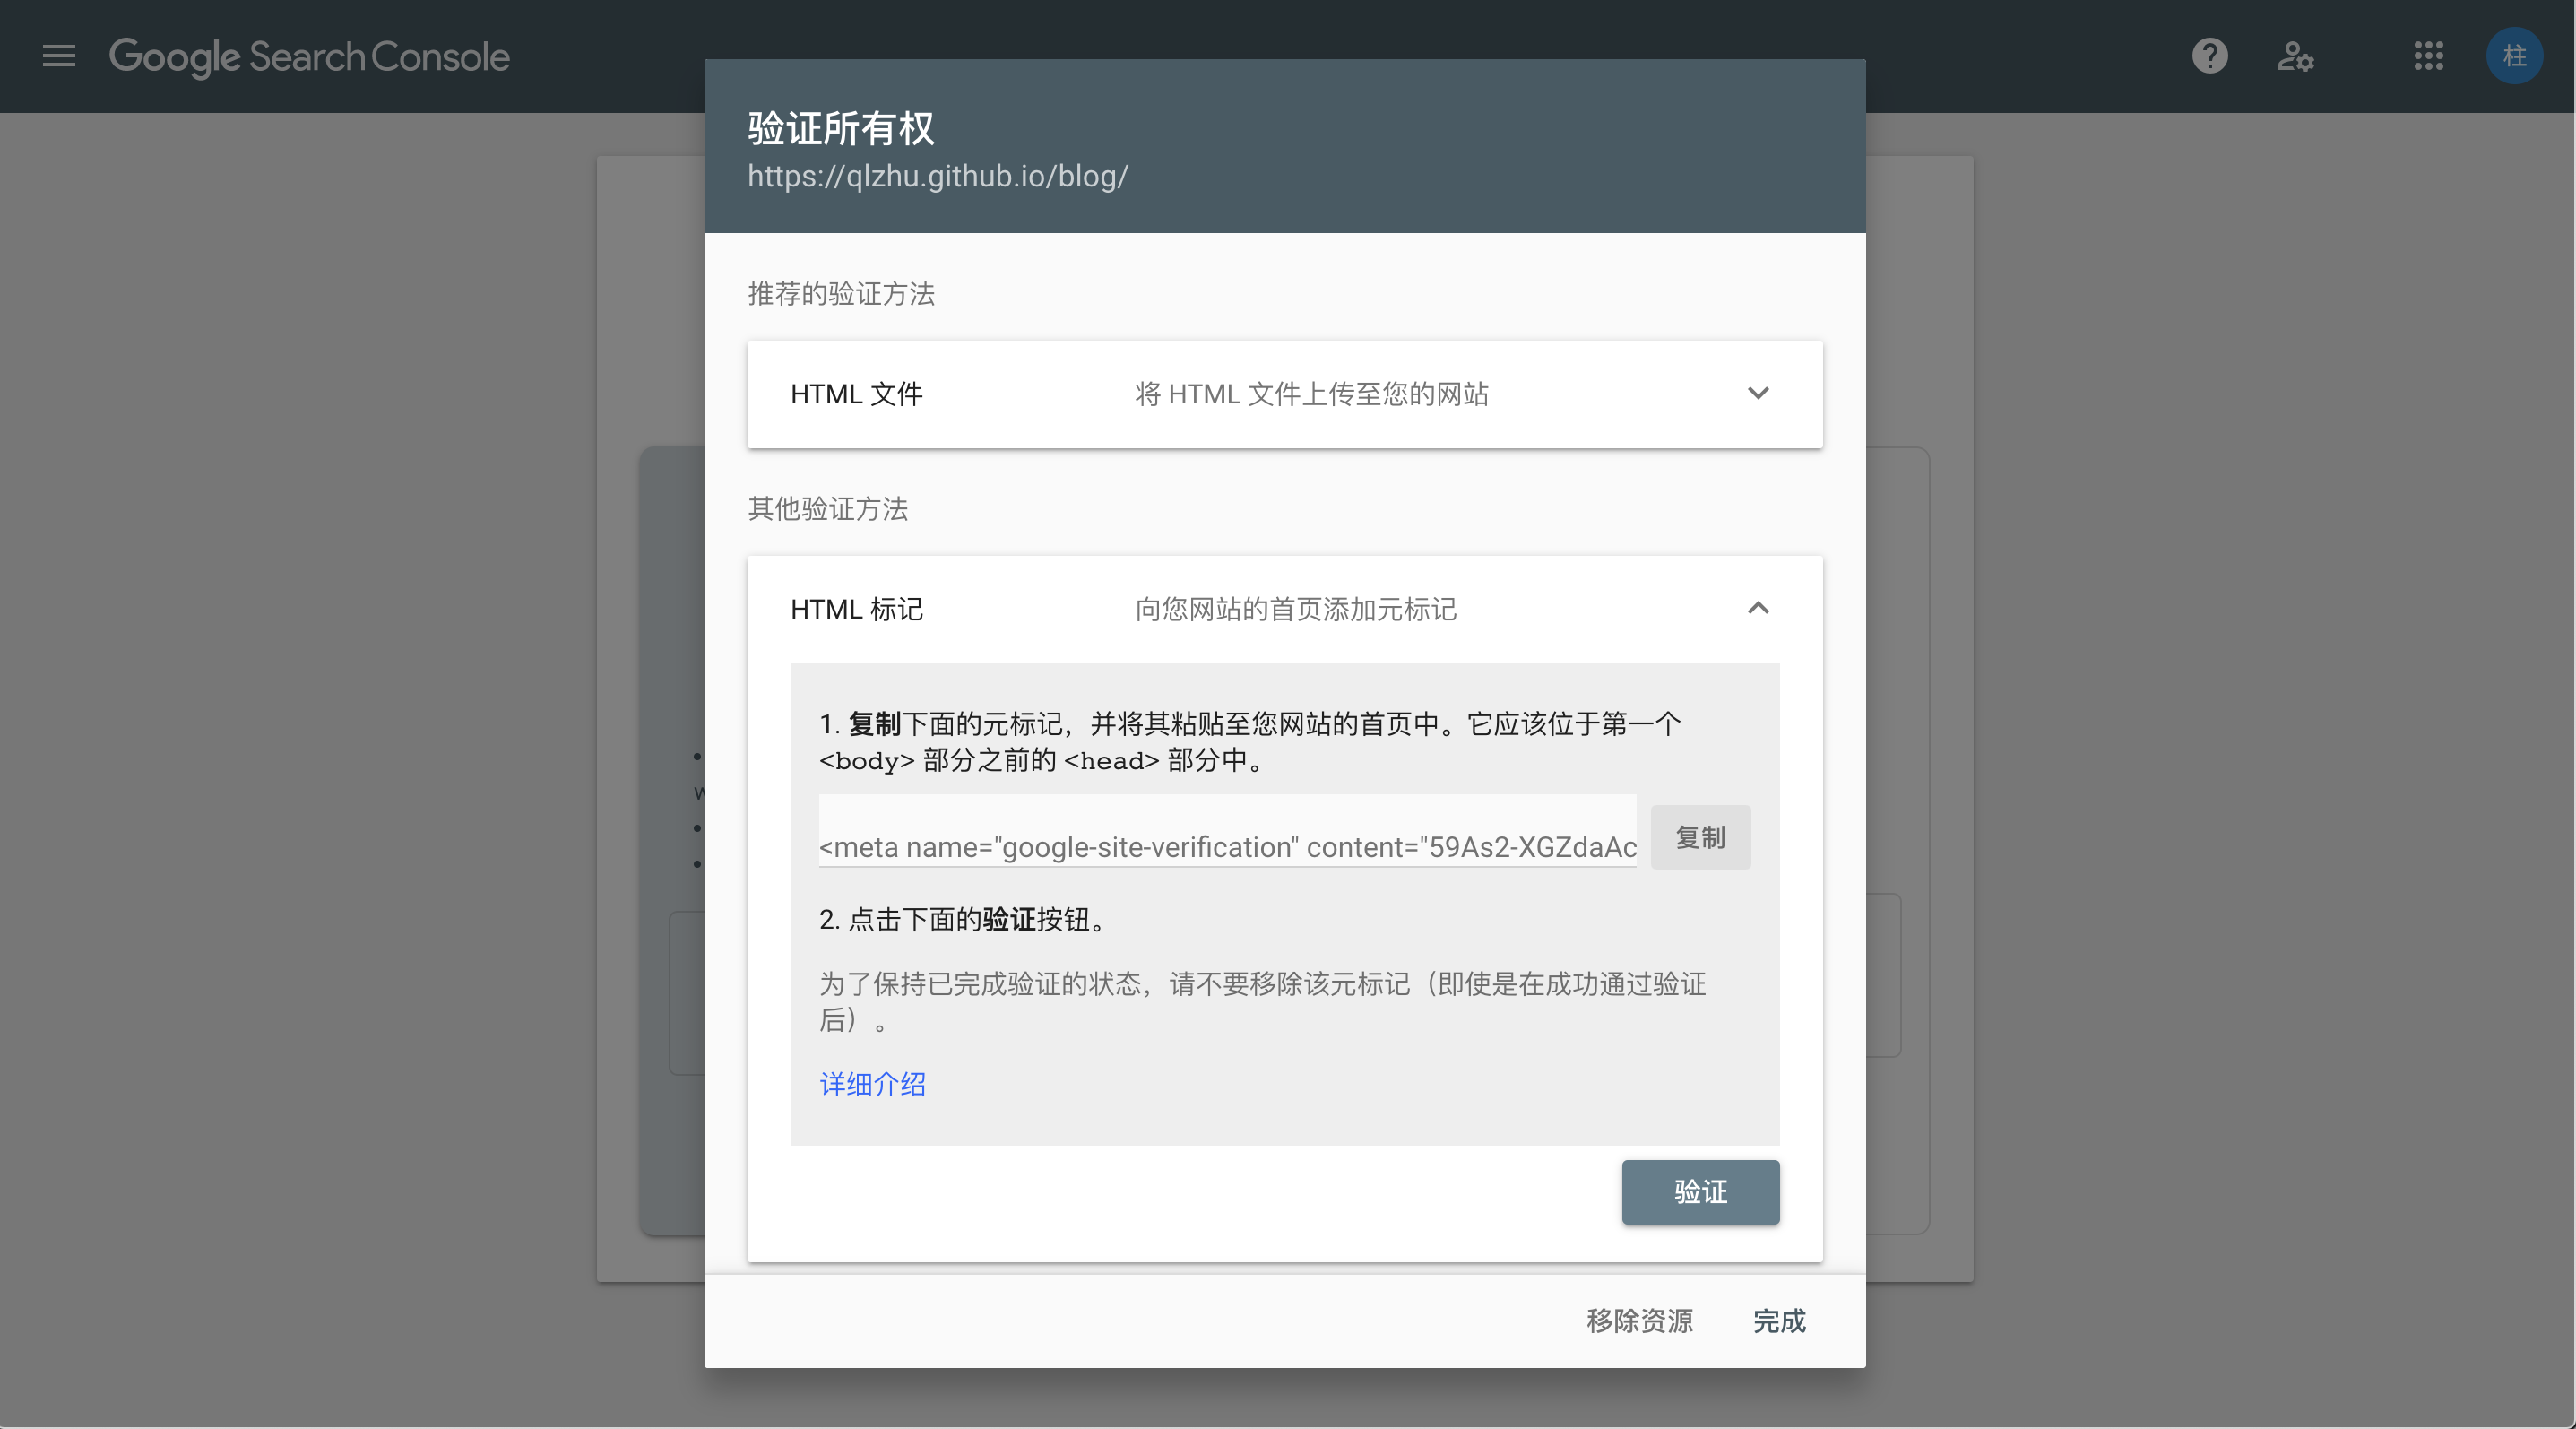 Google Search Console
柱
验证所有权
https://qlzhu.github.io/blog/
推荐的验证方法
HTML 文件
将 HTML 文件上传至您的网站
其他验证方法
HTML 标记
向您网站的首页添加元标记
1. 复制下面的元标记，并将其粘贴至您网站的首页中。它应该位于第一个
<body> 部分之前的 <head> 部分中。
<meta name="google-site-verification" content="59As2-XGZdaAc
复制
2. 点击下面的验证按钮。
为了保持已完成验证的状态，请不要移除该元标记（即使是在成功通过验证
后）。
详细介绍
验证
移除资源
完成